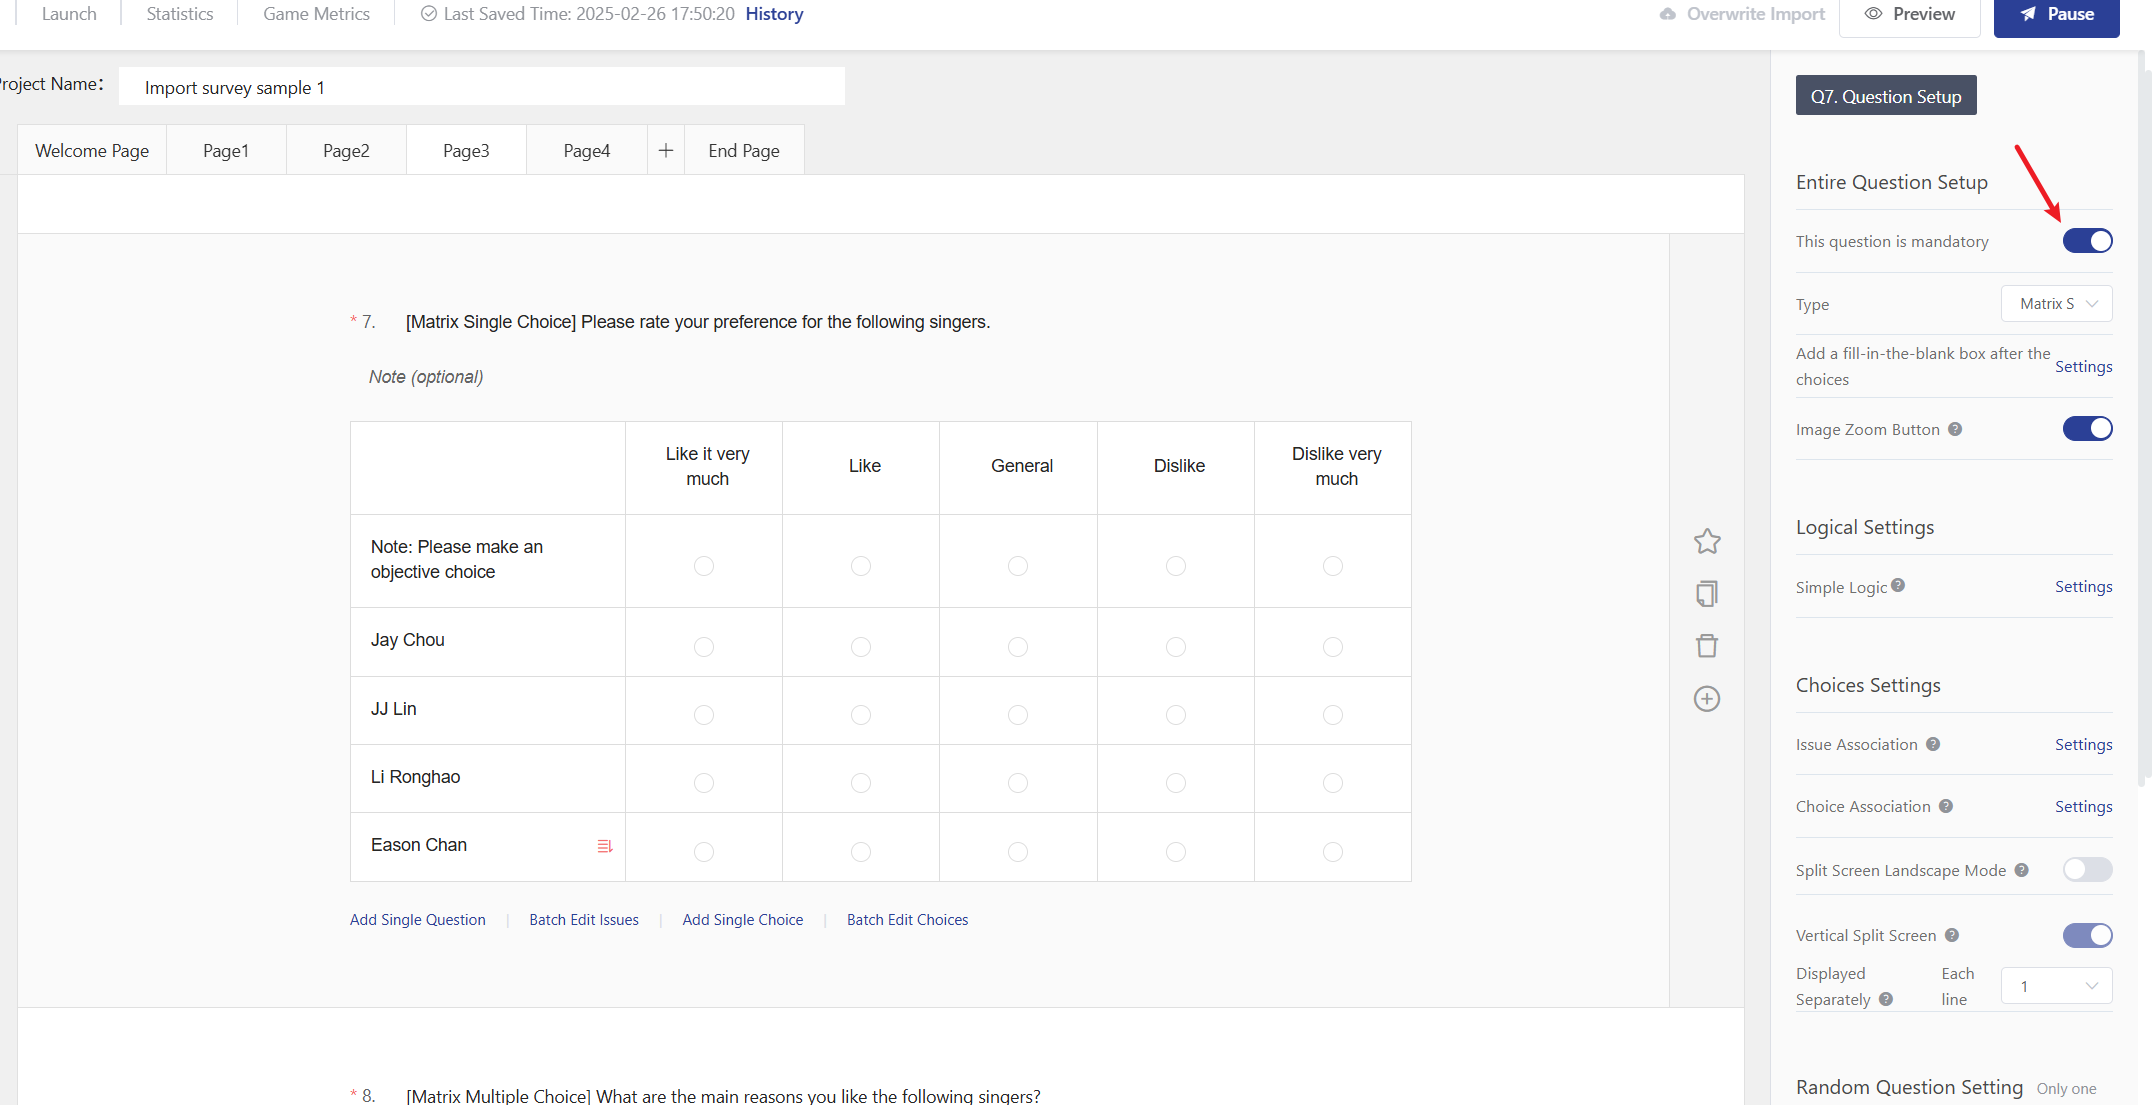 Launch Statistics Game Metrics Last Saved Time: 2025-02-26 17:50:20 History Overwrite Import Preview Pause
Project Name: Import survey sample 1
Welcome Page Page1 Page2 Page3 Page4 + End Page
* 7. [Matrix Single Choice] Please rate your preference for the following singers.
Note (optional)
Like it very
much
Like
General
Dislike
Dislike very
much
Note: Please make an
objective choice
Jay Chou
JJ Lin
Li Ronghao
Eason Chan
Add Single Question | Batch Edit Issues | Add Single Choice | Batch Edit Choices
* 8. [Matrix Multiple Choice] What are the main reasons you like the following singers?
Q7. Question Setup
Entire Question Setup
This question is mandatory
Type Matrix S
Add a fill-in-the-blank box after the
choices
Settings
Image Zoom Button ?
Logical Settings
Simple Logic ? Settings
Choices Settings
Issue Association ? Settings
Choice Association ? Settings
Split Screen Landscape Mode ?
Vertical Split Screen ?
Displayed
Separately ?
Each
line
1
Random Question Setting Only one